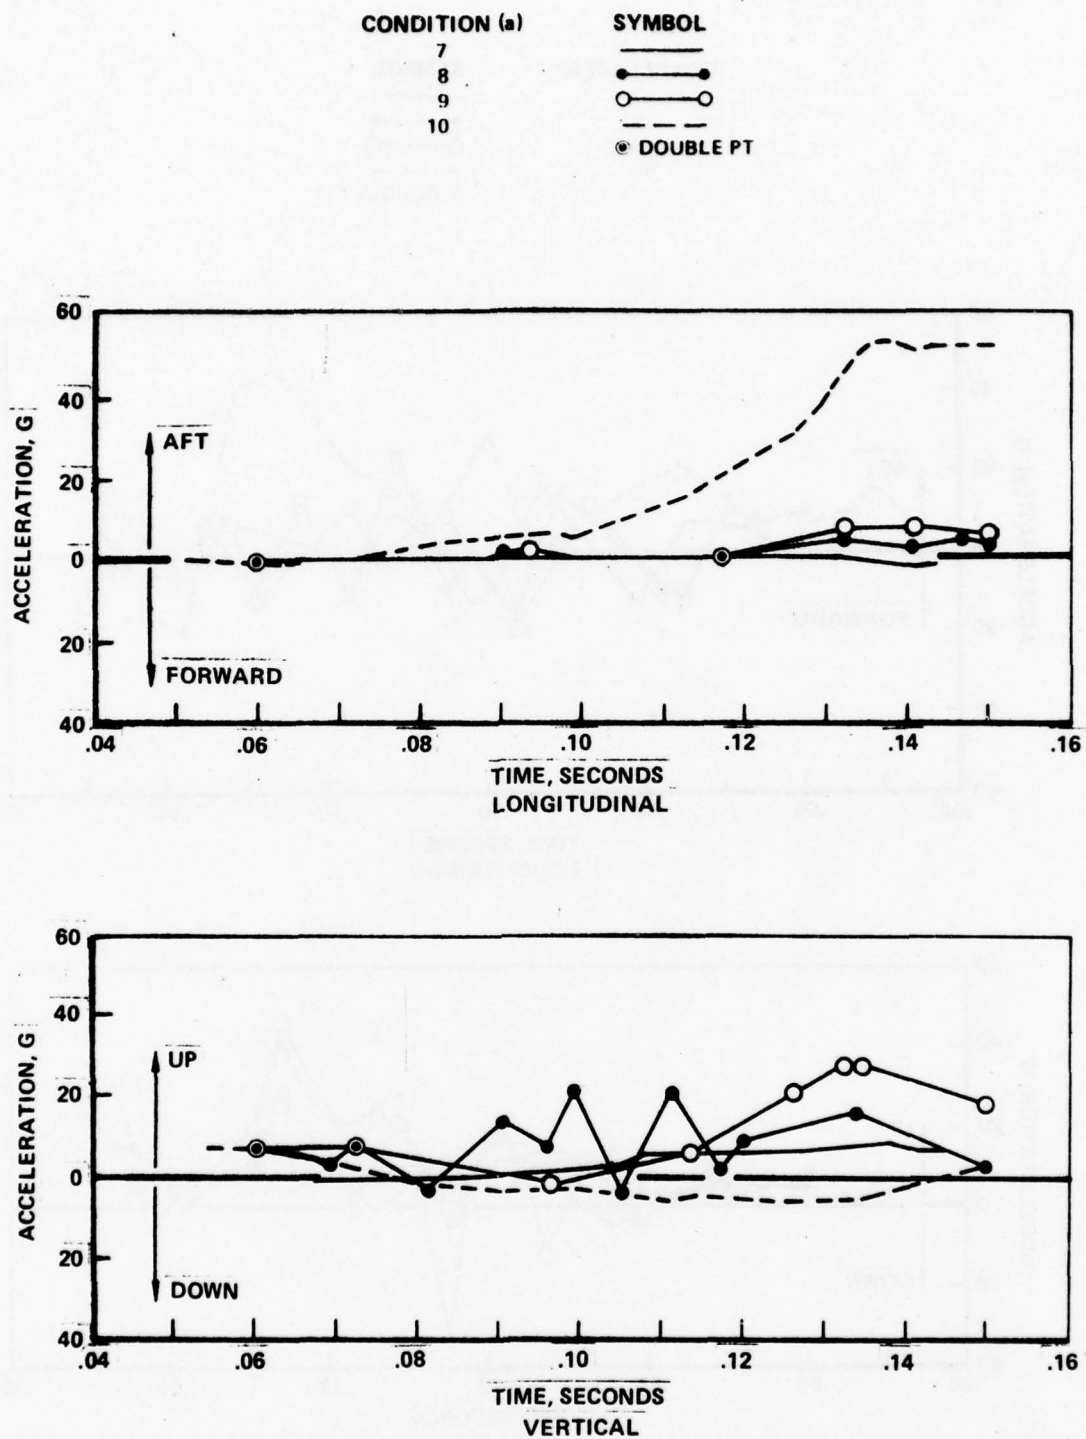 CONDITION (a) SYMBOL
7
8
9
10
DOUBLE PT
60
40
20
0
20
40
ACCELERATION, G
AFT
FORWARD
.04 .06 .08 .10 .12 .14 .16
TIME, SECONDS
LONGITUDINAL
60
40
20
0
20
40
ACCELERATION, G
UP
DOWN
.04 .06 .08 .10 .12 .14 .16
TIME, SECONDS
VERTICAL